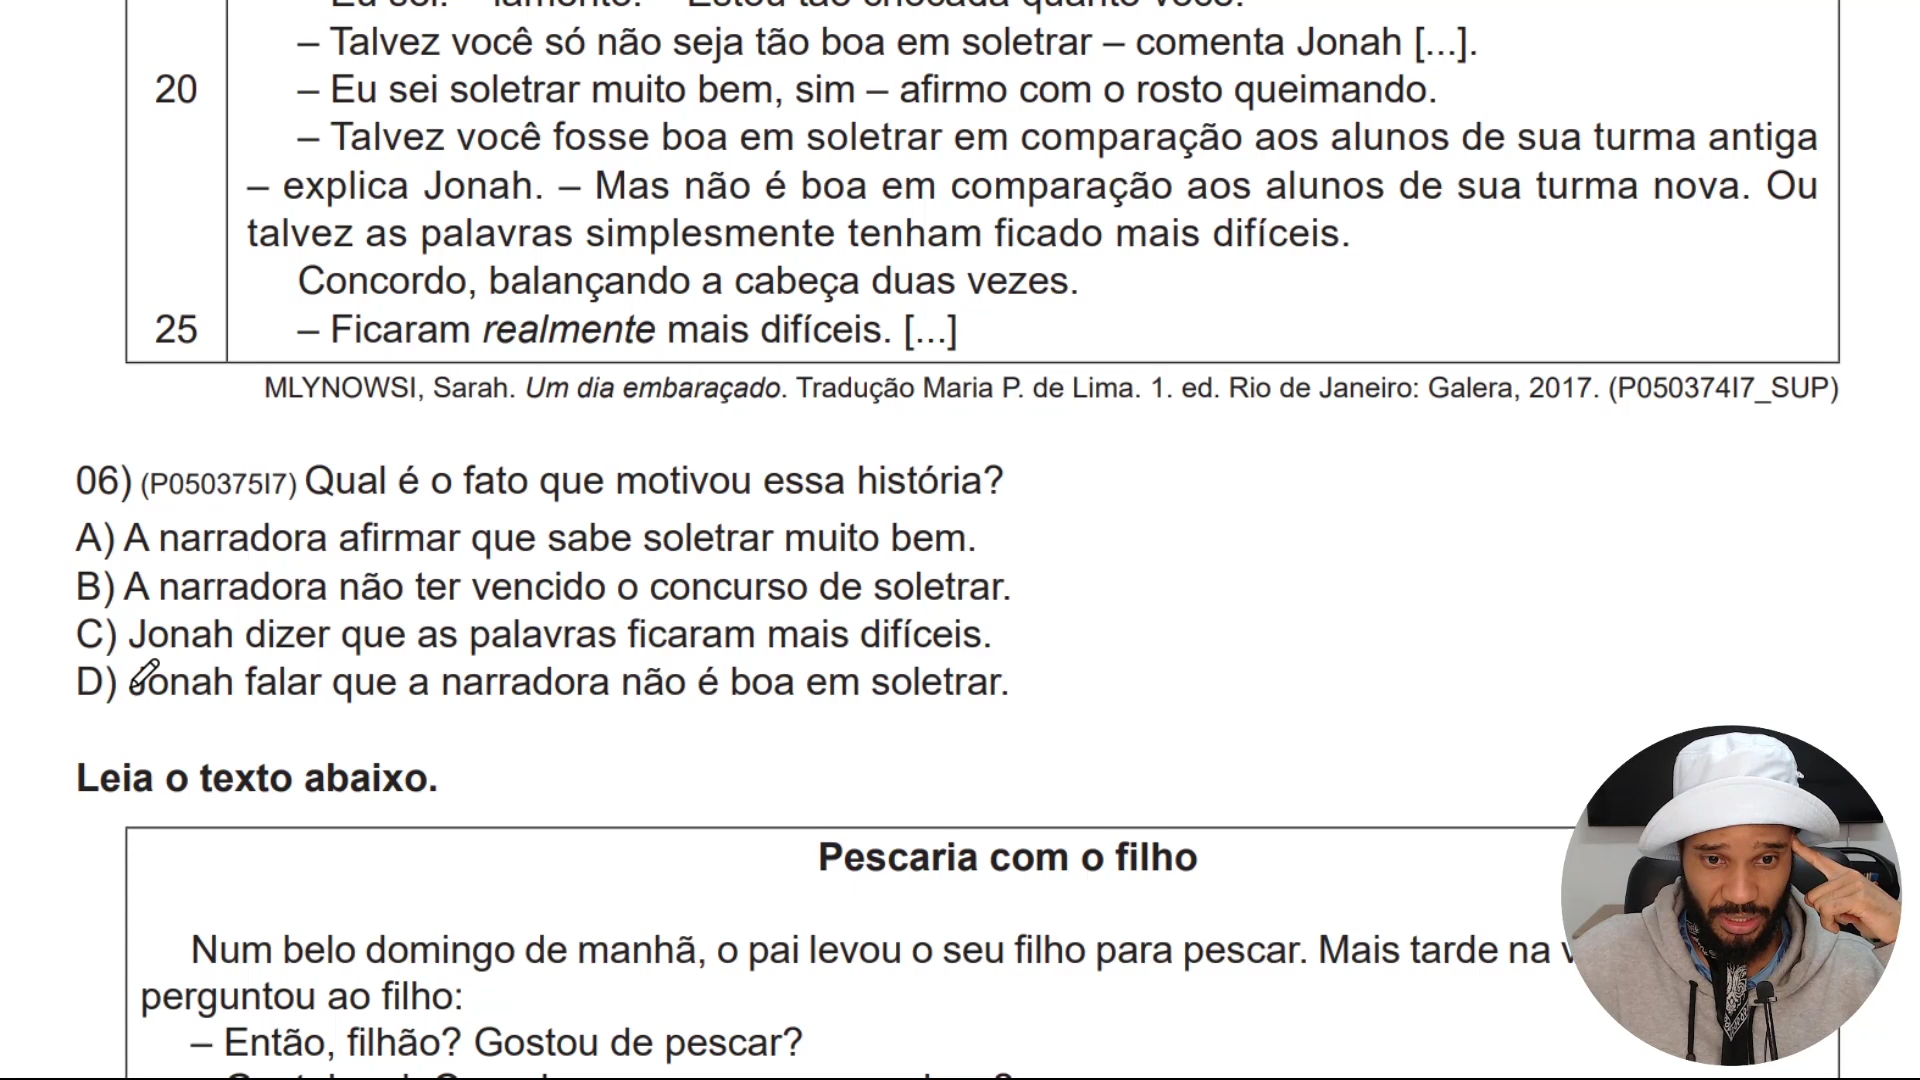 – Talvez você só não seja tão boa em soletrar – comenta Jonah [...].
20 – Eu sei soletrar muito bem, sim – afirmo com o rosto queimando.
– Talvez você fosse boa em soletrar em comparação aos alunos de sua turma antiga
– explica Jonah. – Mas não é boa em comparação aos alunos de sua turma nova. Ou
talvez as palavras simplesmente tenham ficado mais difíceis.
Concordo, balançando a cabeça duas vezes.
25 – Ficaram realmente mais difíceis. [...]
MLYNOWSI, Sarah. Um dia embaraçado. Tradução Maria P. de Lima. 1. ed. Rio de Janeiro: Galera, 2017. (P050374I7_SUP)
06) (P050375I7) Qual é o fato que motivou essa história?
A) A narradora afirmar que sabe soletrar muito bem.
B) A narradora não ter vencido o concurso de soletrar.
C) Jonah dizer que as palavras ficaram mais difíceis.
D) Jonah falar que a narradora não é boa em soletrar.
Leia o texto abaixo.
Pescaria com o filho
Num belo domingo de manhã, o pai levou o seu filho para pescar. Mais tarde na
perguntou ao filho:
– Então, filhão? Gostou de pescar?